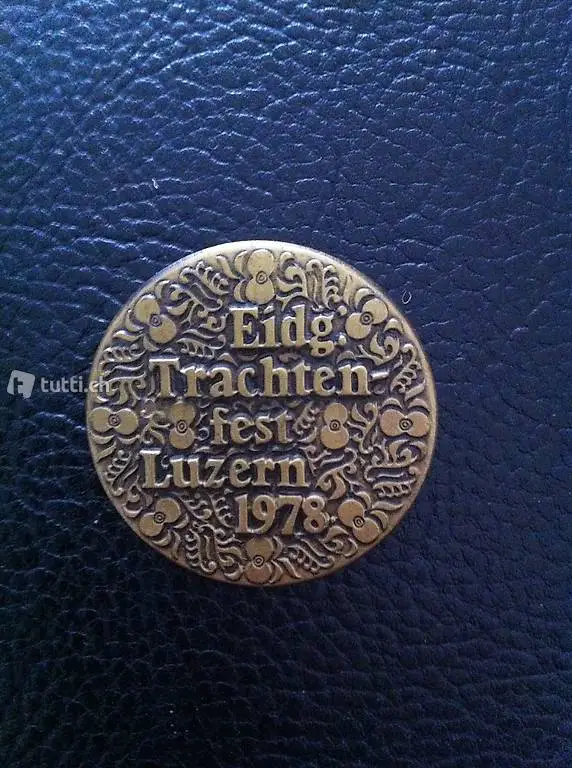 Eidg.
Trachten-
fest
Luzern
1978
tutti.ch